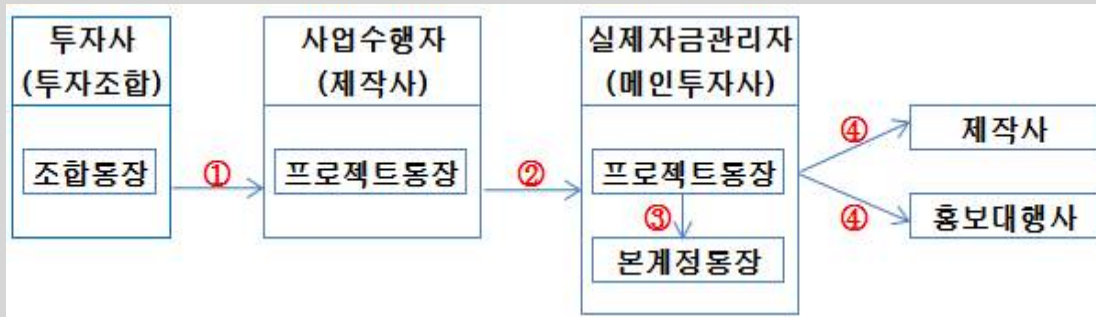 투자사
(투자조합)
조합통장
①
사업수행자
(제작사)
프로젝트통장
②
실제자금관리자
(메인투자사)
프로젝트통장
③
본계정통장
④
제작사
④
홍보대행사